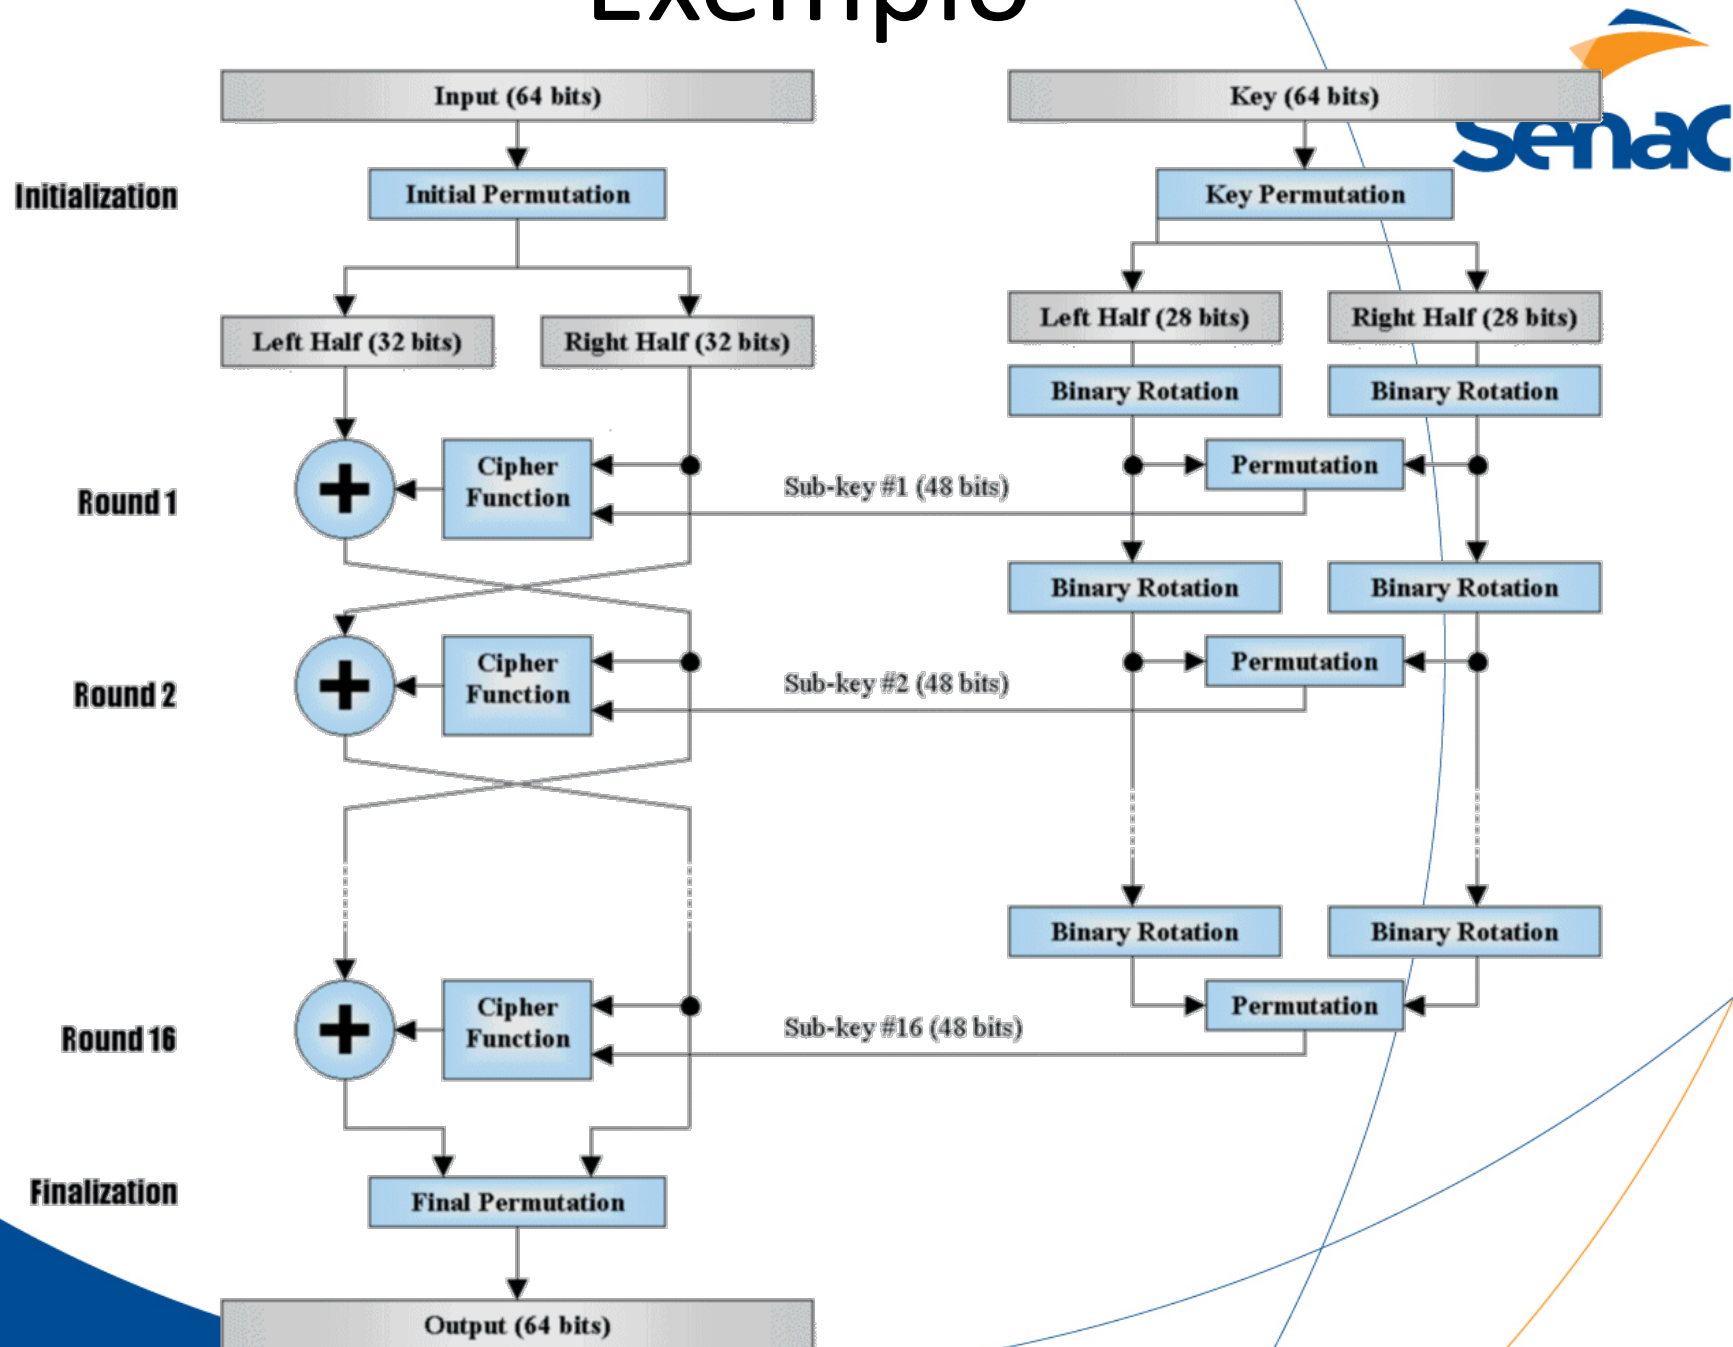 Exemplo
senac
Input (64 bits)
Key (64 bits)
Initialization
Initial Permutation
Key Permutation
Left Half (32 bits)
Right Half (32 bits)
Left Half (28 bits)
Right Half (28 bits)
Binary Rotation
Binary Rotation
Round 1
Cipher
Function
Sub-key #1 (48 bits)
Permutation
Binary Rotation
Binary Rotation
Round 2
Cipher
Function
Sub-key #2 (48 bits)
Permutation
Binary Rotation
Binary Rotation
Round 16
Cipher
Function
Sub-key #16 (48 bits)
Permutation
Finalization
Final Permutation
Output (64 bits)